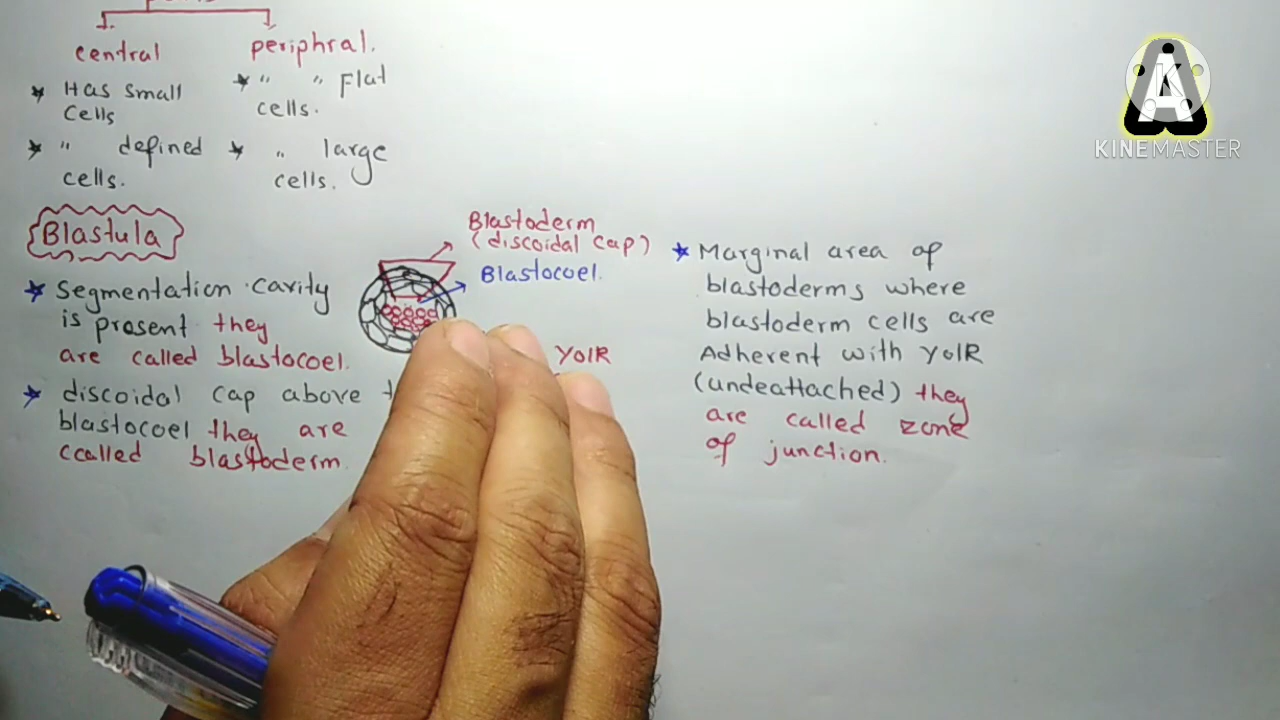 central
periphral.
★ Has small
Cells
★ " " Flat
cells.
★ " defined
cells.
★ " large
cells.
Blastula
★ Segmentation cavity
is present they
are called blastocoel.
★ discoidal cap above
blastocoel they are
ccalled blastoderm.
Blastoderm
(discoidal cap)
Blastocoel.
YolR
★ Marginal area of
blastoderms where
blastoderm cells are
Adherent with YolR
(undeattached) they
are called zone
of junction.
A
K
KINEMASTER